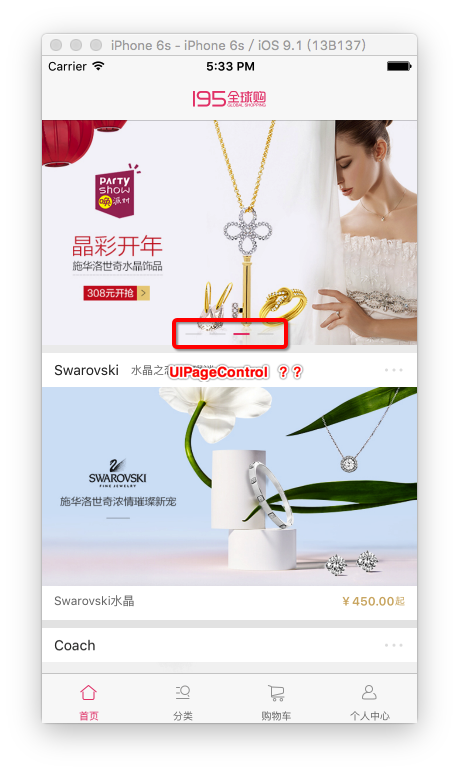 iPhone 6s - iPhone 6s / iOS 9.1 (13B137)
Carrier 5:33 PM
195全球购
GLOBAL SHOPPING
PARTY
SHOW
派对
晶彩开年
施华洛世奇水晶饰品
308元开抢 >
Swarovski 水晶之恋
UIPageControl ？？
SWAROVSKI
FINE JEWELRY
施华洛世奇浓情璀璨新宠
Swarovski水晶 ￥450.00起
Coach
首页 分类 购物车 个人中心